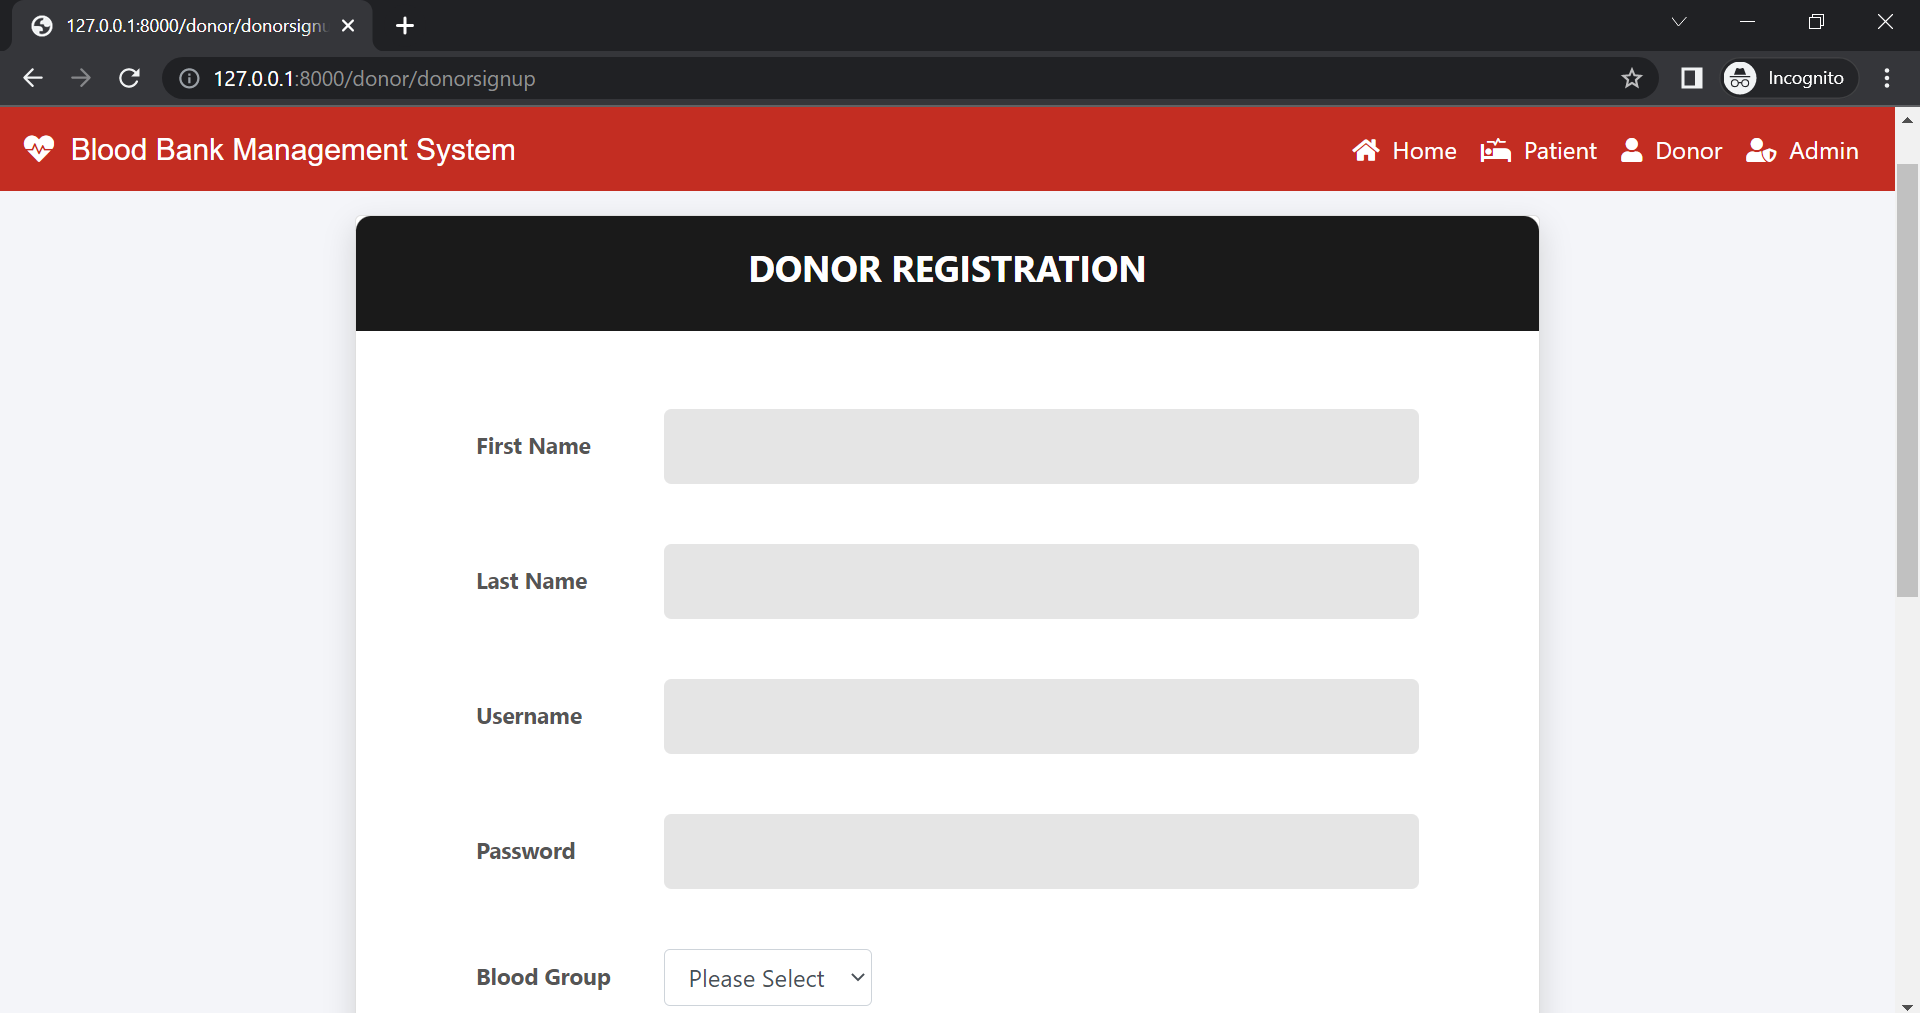 127.0.0.1:8000/donor/donorsign
127.0.0.1:8000/donor/donorsignup
Incognito
Blood Bank Management System
Home
Patient
Donor
Admin
DONOR REGISTRATION
First Name
Last Name
Username
Password
Blood Group
Please Select